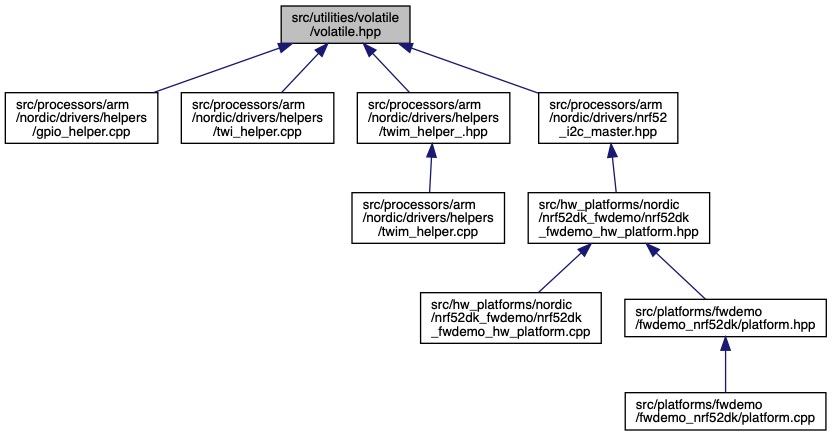 src/utilities/volatile
/volatile.hpp
src/processors/arm
/nordic/drivers/helpers
/gpio_helper.cpp
src/processors/arm
/nordic/drivers/helpers
/twi_helper.cpp
src/processors/arm
/nordic/drivers/helpers
/twim_helper_.hpp
src/processors/arm
/nordic/drivers/nrf52
_i2c_master.hpp
src/processors/arm
/nordic/drivers/helpers
/twim_helper.cpp
src/hw_platforms/nordic
/nrf52dk_fwdemo/nrf52dk
_fwdemo_hw_platform.hpp
src/hw_platforms/nordic
/nrf52dk_fwdemo/nrf52dk
_fwdemo_hw_platform.cpp
src/platforms/fwdemo
/fwdemo_nrf52dk/platform.hpp
src/platforms/fwdemo
/fwdemo_nrf52dk/platform.cpp